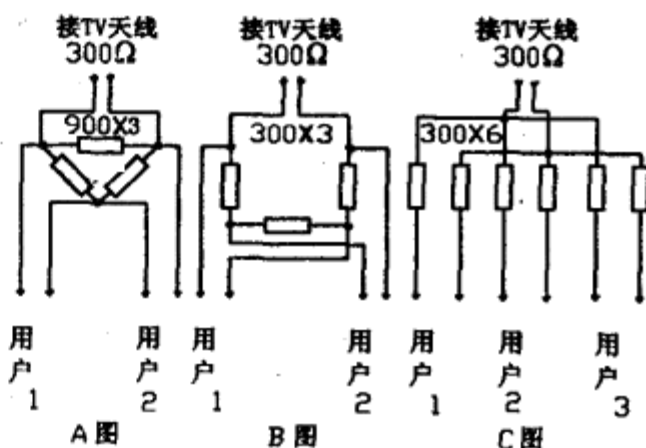 接TV天线
300Ω
900X3
用户1
用户2
A图
接TV天线
300Ω
300X3
用户1
用户2
B图
接TV天线
300Ω
300X6
用户1
用户2
用户3
C图